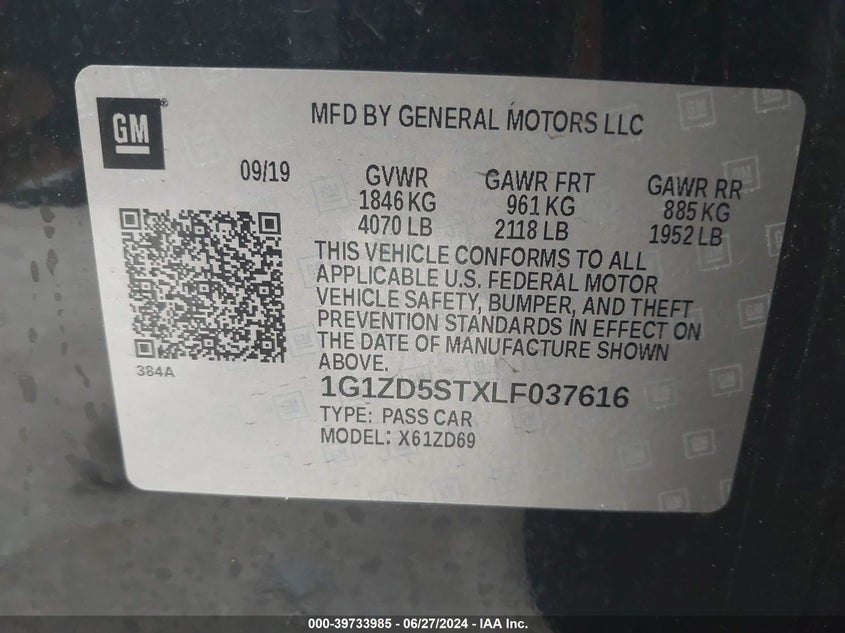 GM
®
MFD BY GENERAL MOTORS LLC
09/19
GVWR
1846 KG
4070 LB
GAWR FRT
961 KG
2118 LB
GAWR RR
885 KG
1952 LB
THIS VEHICLE CONFORMS TO ALL
APPLICABLE U.S. FEDERAL MOTOR
VEHICLE SAFETY, BUMPER, AND THEFT
PREVENTION STANDARDS IN EFFECT ON
THE DATE OF MANUFACTURE SHOWN
ABOVE.
384A
1G1ZD5STXLF037616
TYPE: PASS CAR
MODEL: X61ZD69
000-39733985 - 06/27/2024 - IAA Inc.